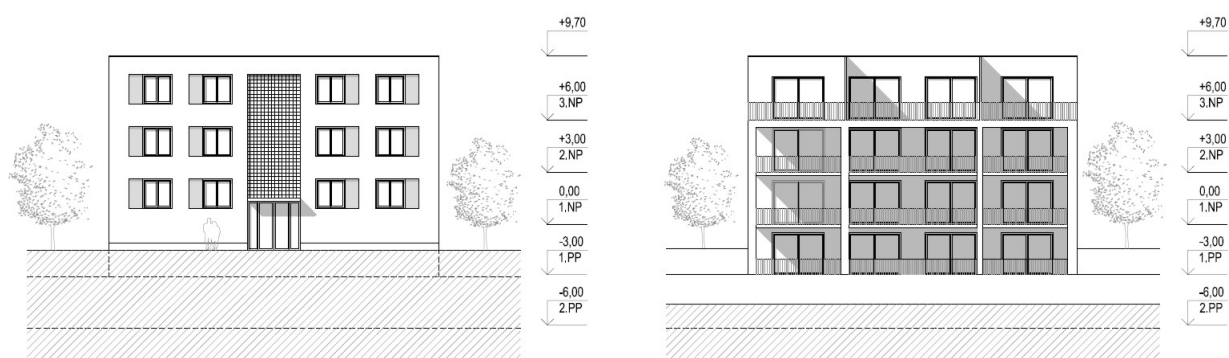 +9,70
+6,00
3.NP
+3,00
2.NP
0,00
1,NP
-3,00
1.PP
-6,00
2.PP
+9,70
+6,00
3.NP
+3,00
2.NP
0,00
1,NP
-3,00
1.PP
-6,00
2.PP